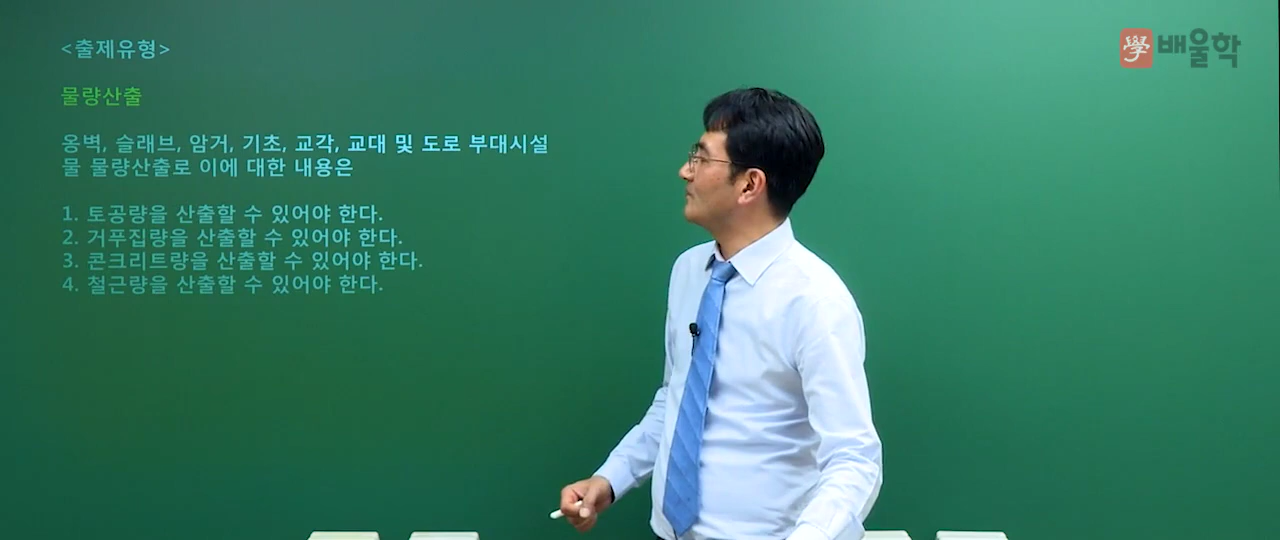 <출제유형>
學 배울학
물량산출
옹벽, 슬래브, 암거, 기초, 교각, 교대 및 도로 부대시설
물 물량산출로 이에 대한 내용은
1. 토공량을 산출할 수 있어야 한다.
2. 거푸집량을 산출할 수 있어야 한다.
3. 콘크리트량을 산출할 수 있어야 한다.
4. 철근량을 산출할 수 있어야 한다.